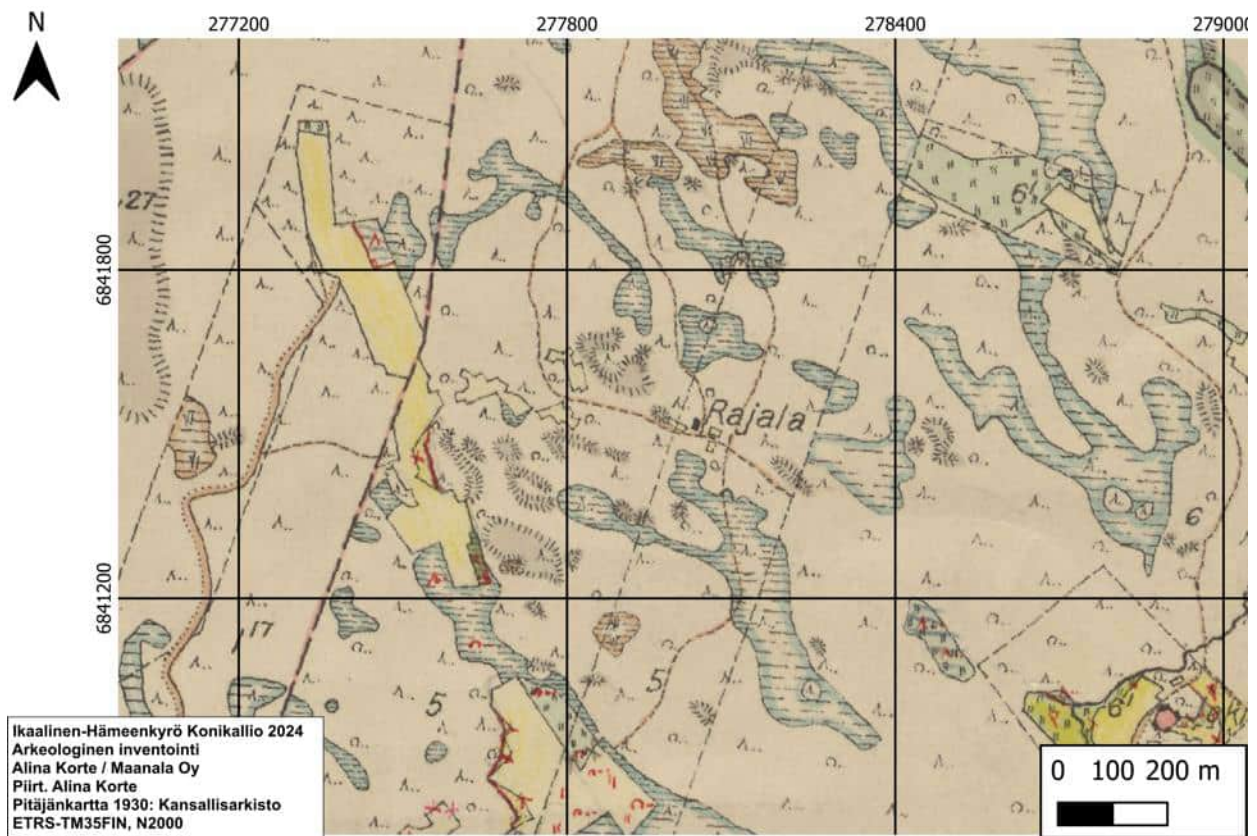 N
277200 277800 278400 279000
27
6
6841800
Rajala
6
6841200
17
5
5
6
Ikaalinen-Hämeenkyrö Konikallio 2024
Arkeologinen inventointi
Alina Korte / Maanala Oy
Piirt. Alina Korte
Pitäjänkartta 1930: Kansallisarkisto
ETRS-TM35FIN, N2000
0 100 200 m